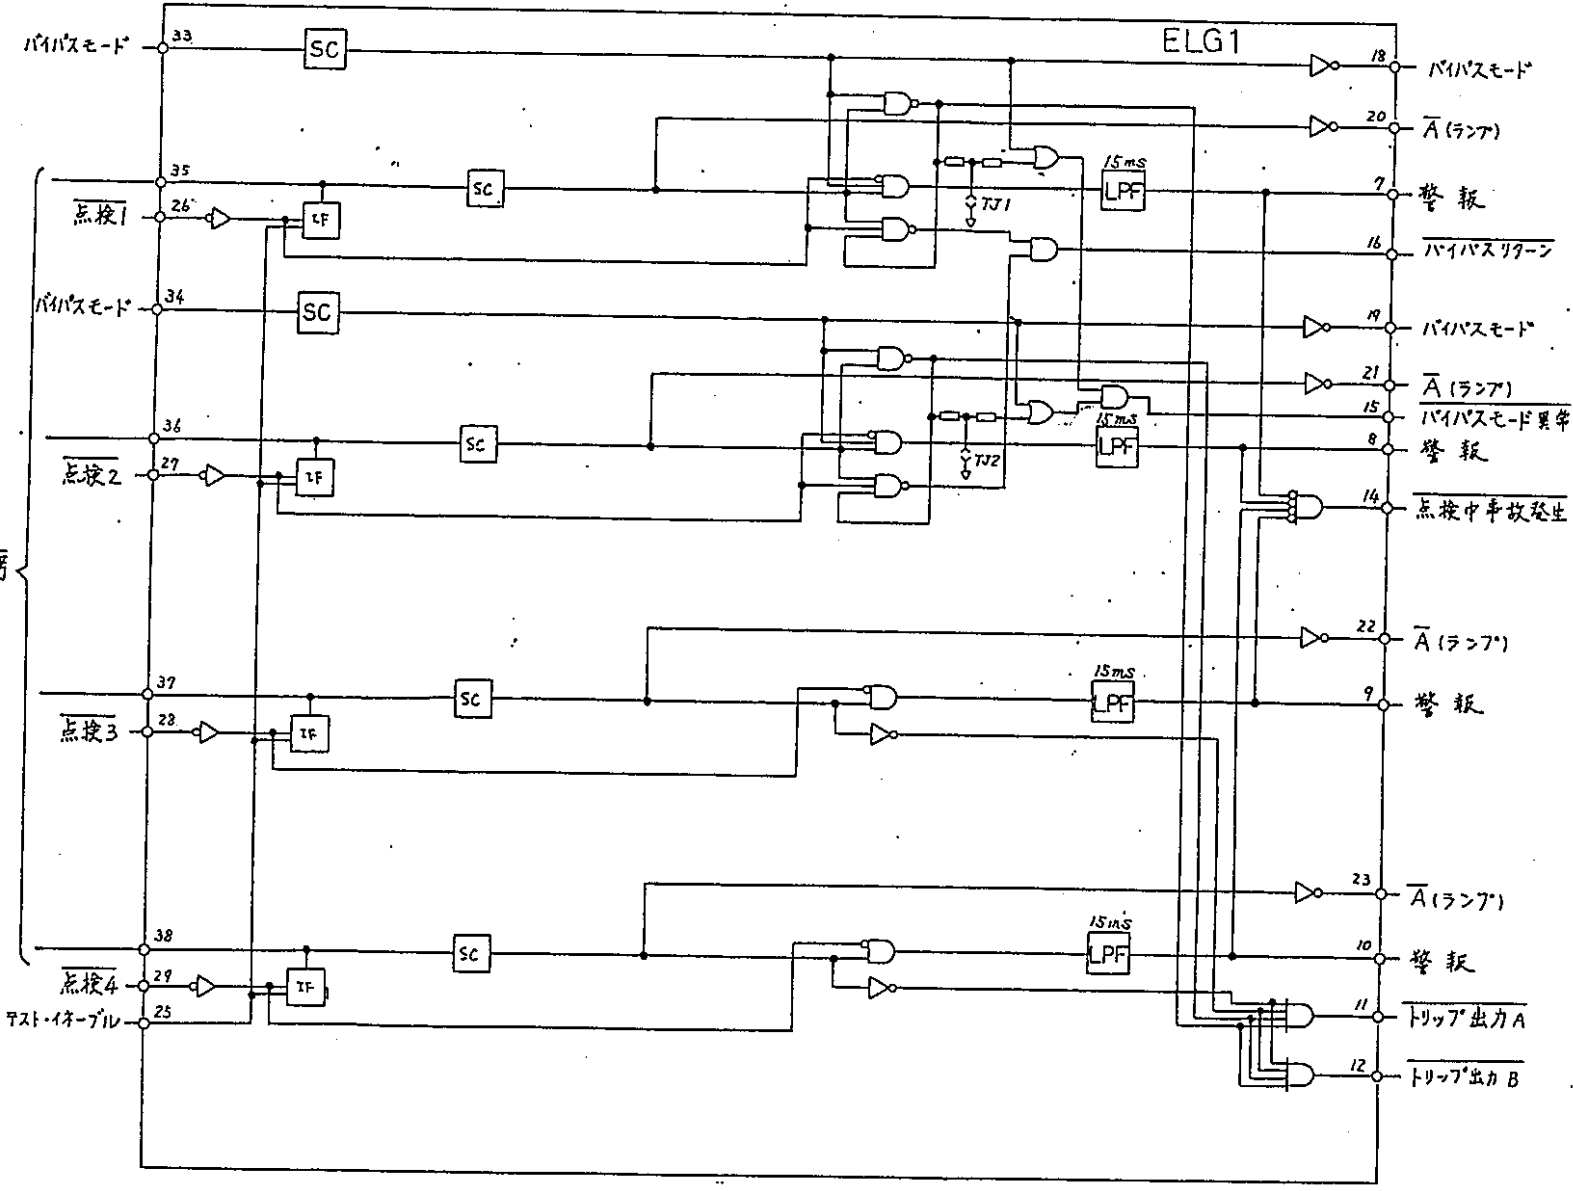 ELG1
バイパスモード
33
SC
18
バイパスモード
20
A(ランプ)
35
SC
15ms
LPF
7
警報
点検1
26
IF
TJ1
16
バイパスリターン
バイパスモード
34
SC
19
バイパスモード
21
A(ランプ)
15
バイパスモード異常
36
SC
15ms
LPF
8
警報
点検2
27
IF
TJ2
14
点検中事故発生
22
A(ランプ)
37
SC
15ms
LPF
9
警報
点検3
28
IF
23
A(ランプ)
38
SC
15ms
LPF
10
警報
点検4
29
IF
テスト・イネーブル
25
11
トリップ出力A
12
トリップ出力B